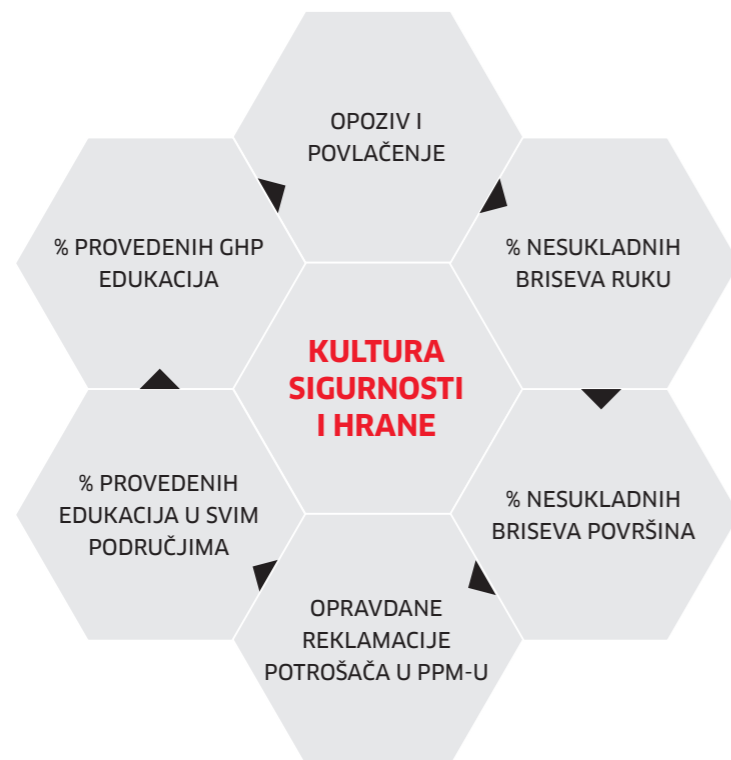 OPOZIV I
POVLAČENJE
% PROVEDENIH GHP
EDUKACIJA
% NESUKLADNIH
BRISEVA RUKU
KULTURA
SIGURNOSTI
I HRANE
% PROVEDENIH
EDUKACIJA U SVIM
PODRUČJIMA
% NESUKLADNIH
BRISEVA POVRŠINA
OPRAVDANE
REKLAMACIJE
POTROŠAČA U PPM-U